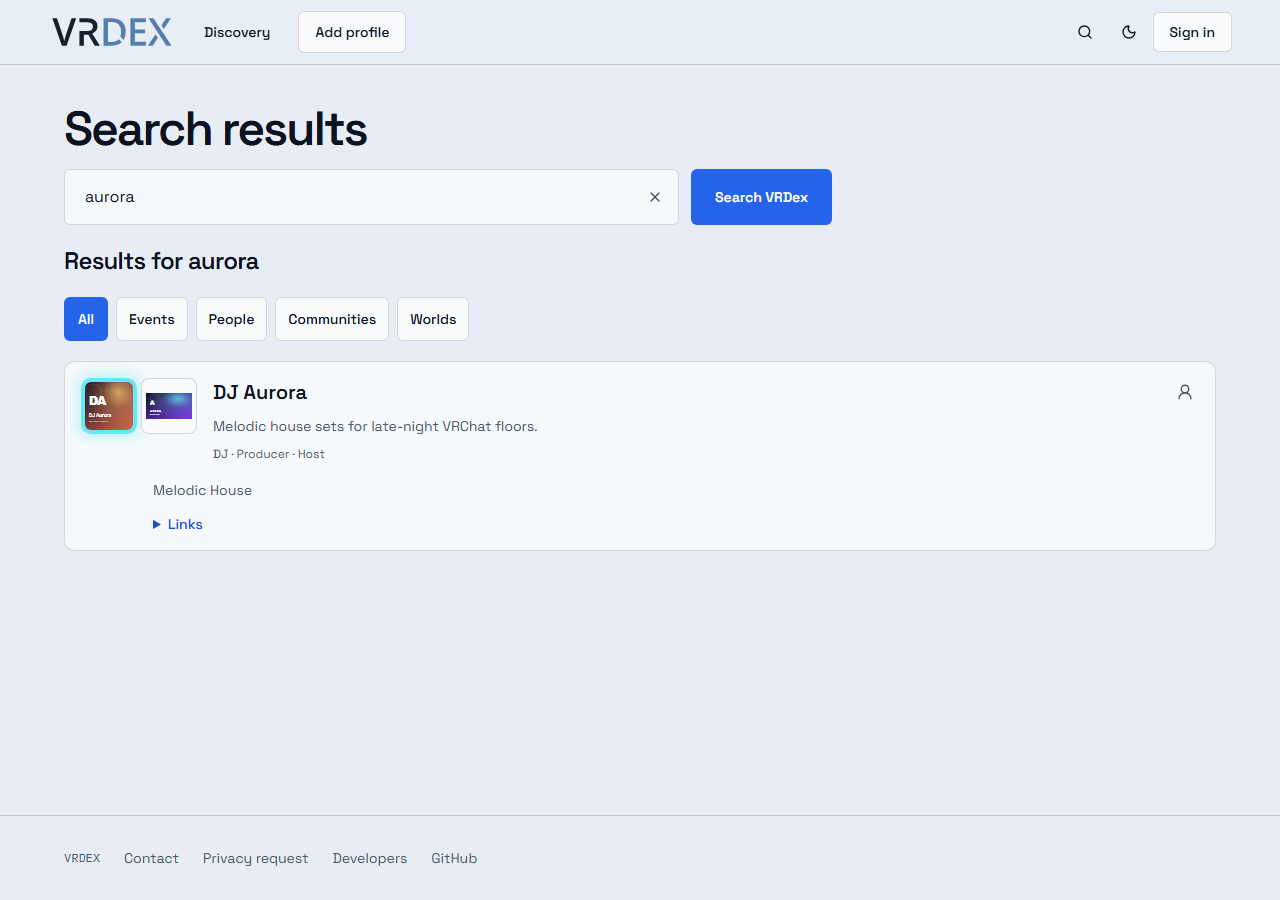 VRDEX
Discovery
Add profile
Sign in
Search results
aurora
Search VRDex
Results for aurora
All
Events
People
Communities
Worlds
DA
DJ Aurora
A
DJ Aurora
Melodic house sets for late-night VRChat floors.
DJ · Producer · Host
Melodic House
Links
VRDEX
Contact
Privacy request
Developers
GitHub